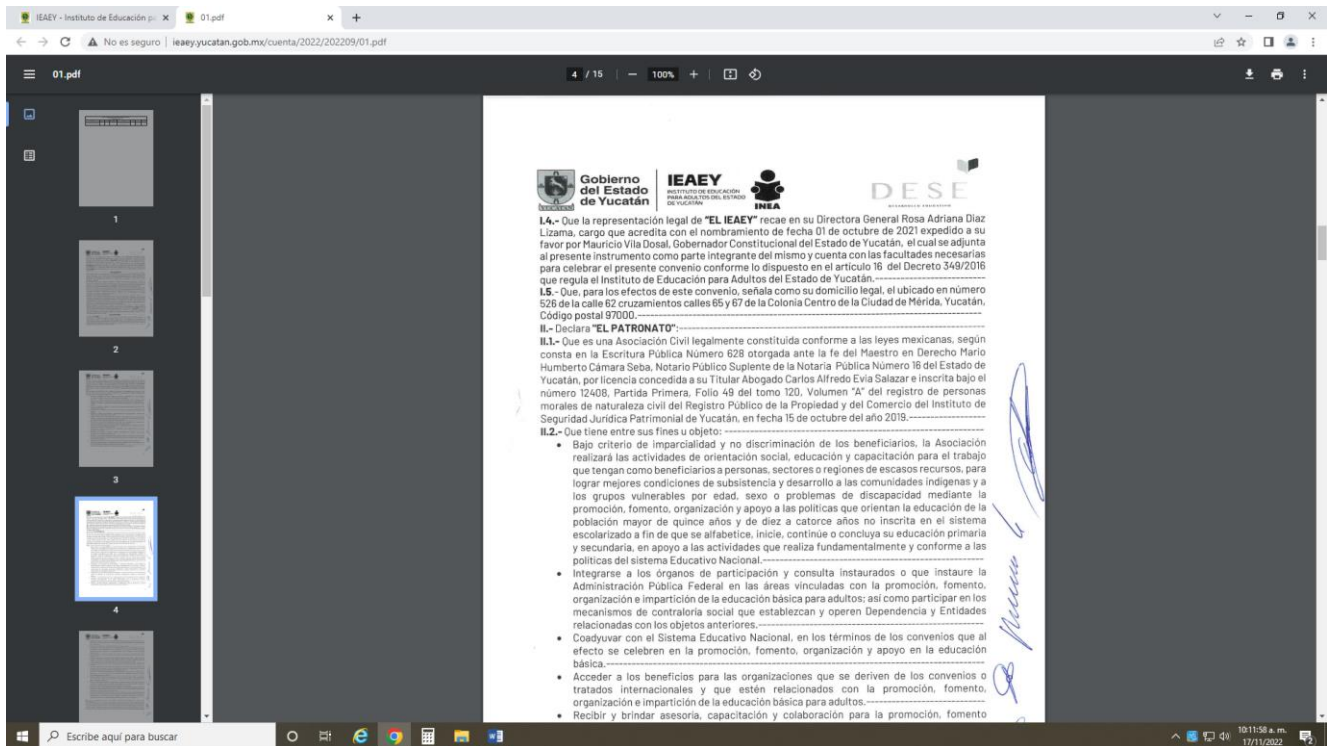 IEAEY - Instituto de Educación p
01.pdf
No es seguro | ieaey.yucatan.gob.mx/cuenta/2022/202209/01.pdf
01.pdf
4 / 15 | − 100% +
1
2
3
4
Gobierno
del Estado
de Yucatán
IEAEY
INSTITUTO DE EDUCACIÓN
PARA ADULTOS DEL ESTADO
DE YUCATÁN
INEA
DESE
I.4.- Que la representación legal de "EL IEAEY" recae en su Directora General Rosa Adriana Díaz
Lizama, cargo que acredita con el nombramiento de fecha 01 de octubre de 2021 expedido a su
favor por Mauricio Vila Dosal, Gobernador Constitucional del Estado de Yucatán, el cual se adjunta
al presente instrumento como parte integrante del mismo y cuenta con las facultades necesarias
para celebrar el presente convenio conforme lo dispuesto en el artículo 16 del Decreto 349/2016
que regula el Instituto de Educación para Adultos del Estado de Yucatán.--------------------------
I.5.- Que, para los efectos de este convenio, señala como su domicilio legal, el ubicado en número
526 de la calle 62 cruzamientos calles 65 y 67 de la Colonia Centro de la Ciudad de Mérida, Yucatán,
Código postal 97000.--------------------------------------------------------------------------------
II.- Declara "EL PATRONATO":-----------------------------------------------------------------------
II.1.- Que es una Asociación Civil legalmente constituida conforme a las leyes mexicanas, según
consta en la Escritura Pública Número 628 otorgada ante la fe del Maestro en Derecho Mario
Humberto Cámara Seba, Notario Público Suplente de la Notaria Pública Número 16 del Estado de
Yucatán, por licencia concedida a su Titular Abogado Carlos Alfredo Evia Salazar e inscrita bajo el
número 12408, Partida Primera, Folio 49 del tomo 120, Volumen "A" del registro de personas
morales de naturaleza civil del Registro Público de la Propiedad y del Comercio del Instituto de
Seguridad Jurídica Patrimonial de Yucatán, en fecha 15 de octubre del año 2019.------------------
II.2.- Que tiene entre sus fines u objeto: -------------------------------------------------------------
• Bajo criterio de imparcialidad y no discriminación de los beneficiarios, la Asociación
realizará las actividades de orientación social, educación y capacitación para el trabajo
que tengan como beneficiarios a personas, sectores o regiones de escasos recursos, para
lograr mejores condiciones de subsistencia y desarrollo a las comunidades indígenas y a
los grupos vulnerables por edad, sexo o problemas de discapacidad mediante la
promoción, fomento, organización y apoyo a las políticas que orientan la educación de la
población mayor de quince años y de diez a catorce años no inscrita en el sistema
escolarizado a fin de que se alfabetice, inicie, continúe o concluya su educación primaria
y secundaria, en apoyo a las actividades que realiza fundamentalmente y conforme a las
políticas del sistema Educativo Nacional.-----------------------------------------------------------
• Integrarse a los órganos de participación y consulta instaurados o que instaure la
Administración Pública Federal en las áreas vinculadas con la promoción, fomento,
organización e impartición de la educación básica para adultos; así como participar en los
mecanismos de contraloría social que establezcan y operen Dependencia y Entidades
relacionadas con los objetos anteriores.-----------------------------------------------------
• Coadyuvar con el Sistema Educativo Nacional, en los términos de los convenios que al
efecto se celebren en la promoción, fomento, organización y apoyo en la educación
básica.----------------------------------------------------------------------------------------
• Acceder a los beneficios para las organizaciones que se deriven de los convenios o
tratados internacionales y que estén relacionados con la promoción, fomento,
organización e impartición de la educación básica para adultos.---------------------------
• Recibir y brindar asesoría, capacitación y colaboración para la promoción, fomento
Escribe aquí para buscar
10:11:58 a. m.
17/11/2022